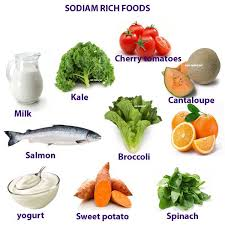 SODIAM RICH FOODS
Cherry tomatoes
Milk
Kale
Cantaloupe
Salmon
Broccoli
yogurt
Sweet potato
Spinach